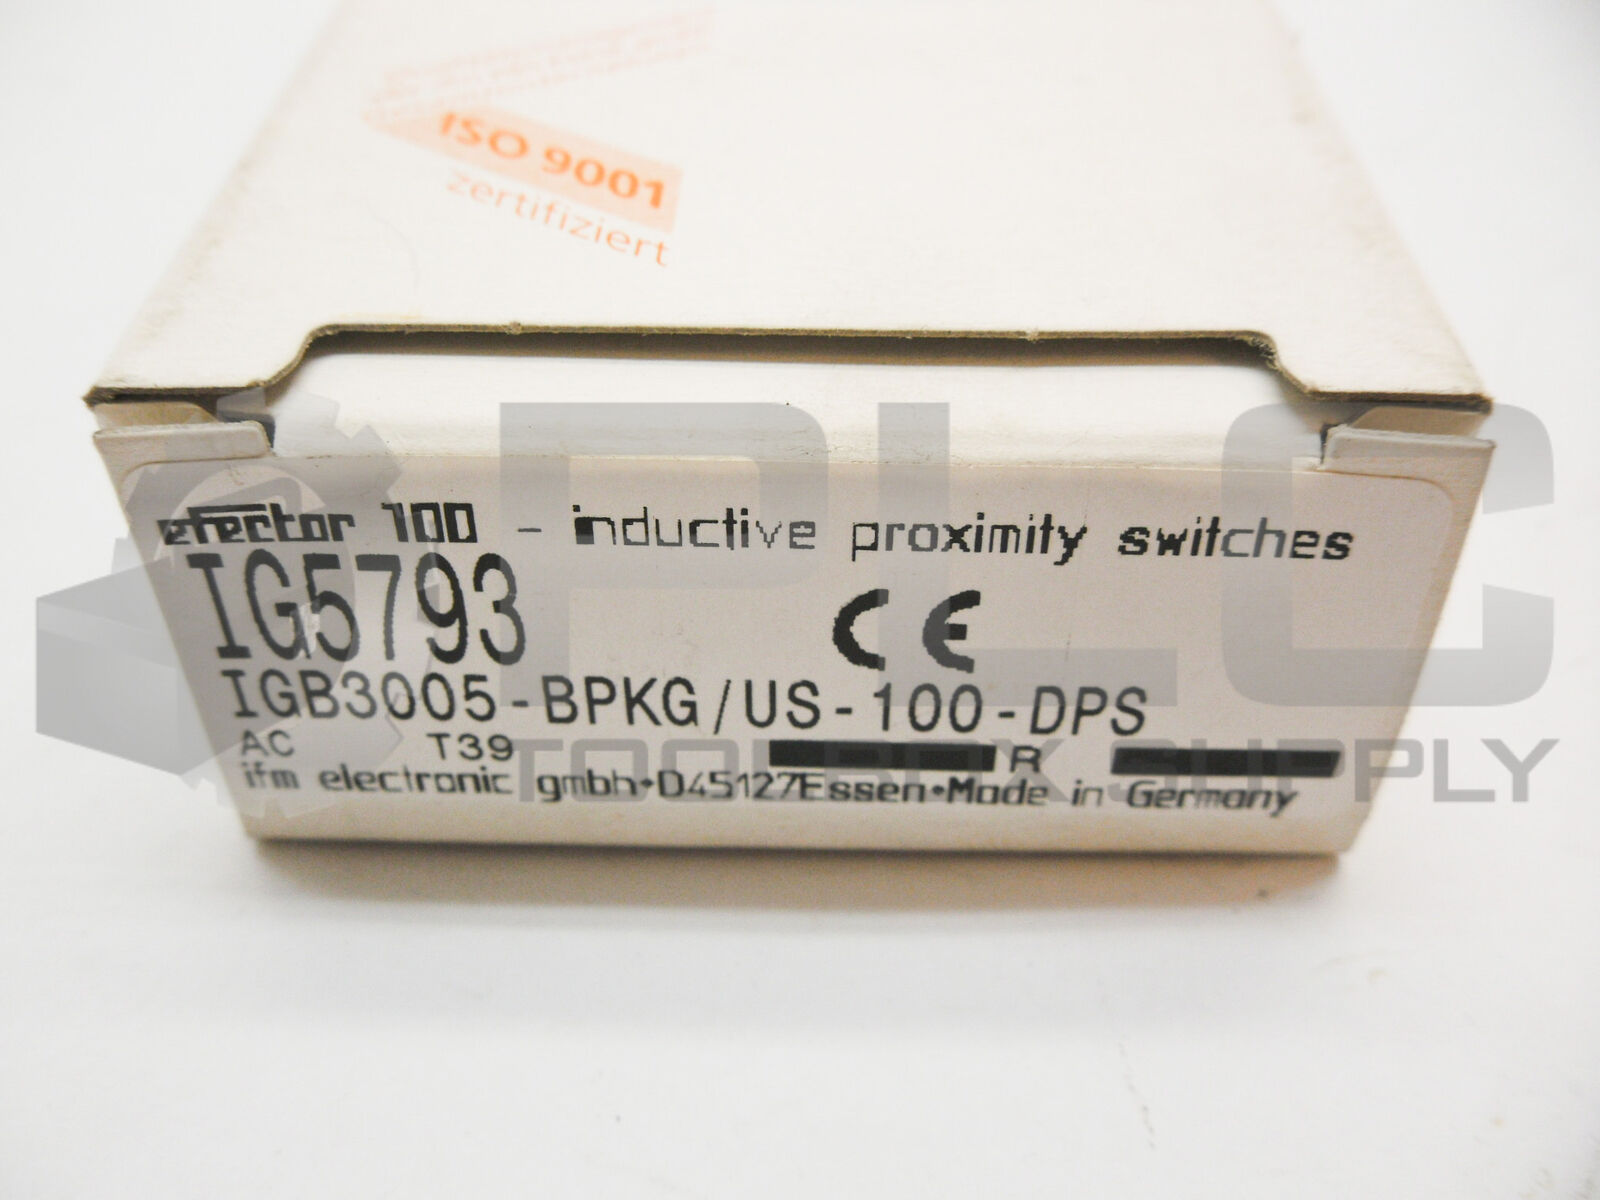 ISO 9001
zertifiziert
efector 100 - inductive proximity switches
IG5793
CE
IGB3005-BPKG/US-100-DPS
AC T39 R
ifm electronic gmbh•D45127Essen•Made in Germany
PLC
TOOLBOX SUPPLY